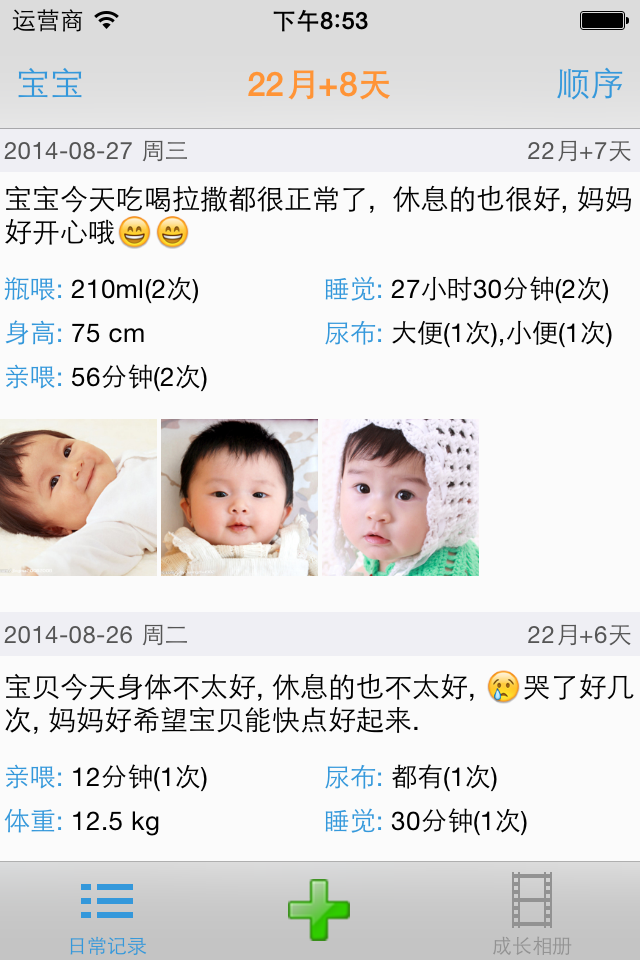 运营商 下午8:53
宝宝 22月+8天 顺序
2014-08-27 周三 22月+7天
宝宝今天吃喝拉撒都很正常了, 休息的也很好, 妈妈
好开心哦😄😄
瓶喂: 210ml(2次) 睡觉: 27小时30分钟(2次)
身高: 75 cm 尿布: 大便(1次),小便(1次)
亲喂: 56分钟(2次)
2014-08-26 周二 22月+6天
宝贝今天身体不太好, 休息的也不太好, 😢哭了好几
次, 妈妈好希望宝贝能快点好起来.
亲喂: 12分钟(1次) 尿布: 都有(1次)
体重: 12.5 kg 睡觉: 30分钟(1次)
日常记录 成长相册